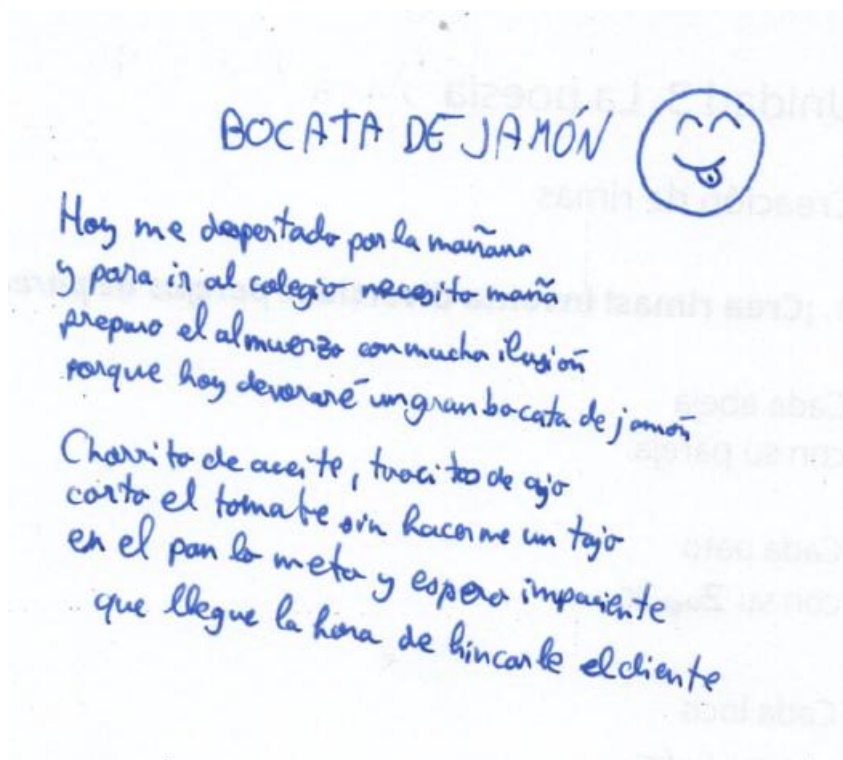 BOCATA DE JAMÓN
Hoy me despertado por la mañana
y para ir al colegio necesito maña
preparo el almuerzo con mucha ilusión
porque hoy devoraré un gran bocata de jamón
Chorrito de aceite, trocitos de ajo
corto el tomate sin hacerme un tajo
en el pan lo meto y espero impaciente
que llegue la hora de hincarle el diente